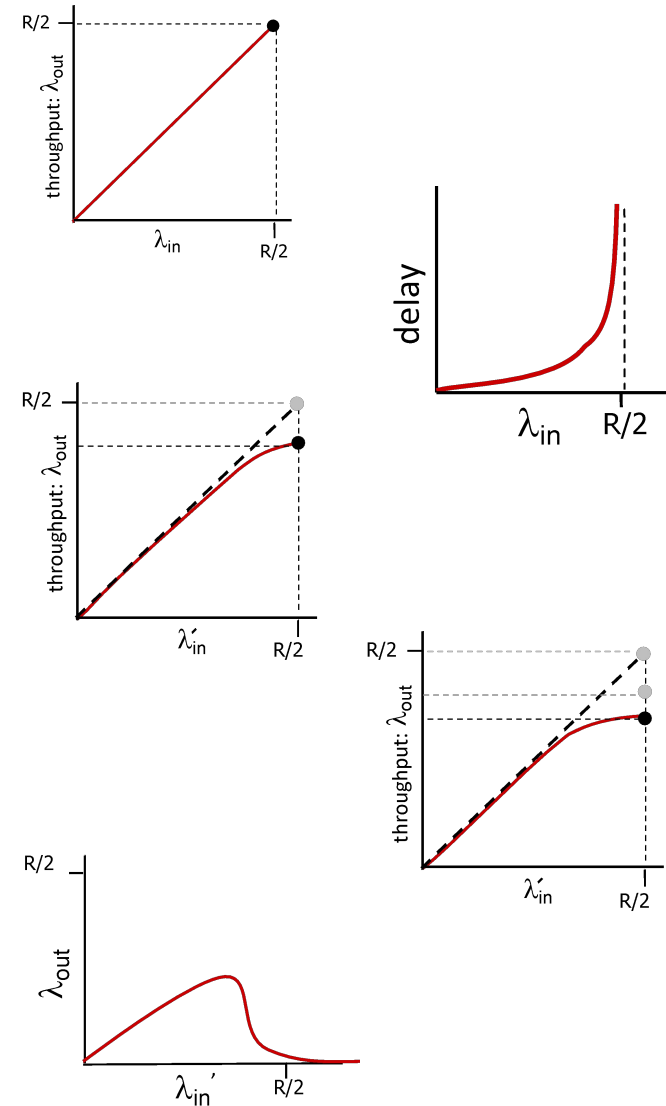 R/2
throughput: λout
λin
R/2
delay
λin
R/2
R/2
throughput: λout
λ′in
R/2
R/2
throughput: λout
λ′in
R/2
R/2
λout
λin′
R/2